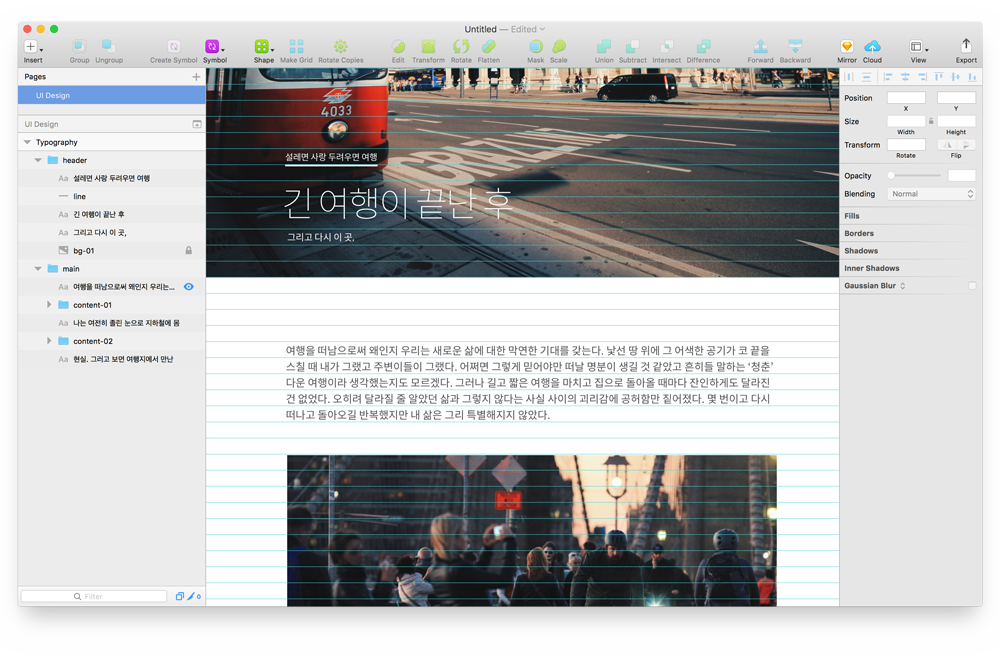 Untitled — Edited
Insert
Group
Ungroup
Create Symbol
Symbol
Shape
Make Grid
Rotate Copies
Edit
Transform
Rotate
Flatten
Mask
Scale
Union
Subtract
Intersect
Difference
Forward
Backward
Mirror
Cloud
View
Export
Pages
UI Design
UI Design
Typography
header
Aa 설레면 사랑 두려우면 여행
line
Aa 긴 여행이 끝난 후
Aa 그리고 다시 이 곳,
bg-01
main
Aa 여행을 떠남으로써 왜인지 우리는...
content-01
Aa 나는 여전히 졸린 눈으로 지하철에 몸
content-02
Aa 현실. 그러고 보면 여행지에서 만난
Filter
0
4033
설레면 사랑 두려우면 여행
긴 여행이 끝난 후
그리고 다시 이 곳,
여행을 떠남으로써 왜인지 우리는 새로운 삶에 대한 막연한 기대를 갖는다. 낯선 땅 위에 그 어색한 공기가 코 끝을
스칠 때 내가 그랬고 주변이들이 그랬다. 어쩌면 그렇게 믿어야만 떠날 명분이 생길 것 같았고 흔히들 말하는 ‘청춘’
다운 여행이라 생각했는지도 모르겠다. 그러나 길고 짧은 여행을 마치고 집으로 돌아올 때마다 잔인하게도 달라진
건 없었다. 오히려 달라질 줄 알았던 삶과 그렇지 않다는 사실 사이의 괴리감에 공허함만 짙어졌다. 몇 번이고 다시
떠나고 돌아오길 반복했지만 내 삶은 그리 특별해지지 않았다.
Position
X
Y
Size
Width
Height
Transform
Rotate
Flip
Opacity
Blending
Normal
Fills
Borders
Shadows
Inner Shadows
Gaussian Blur